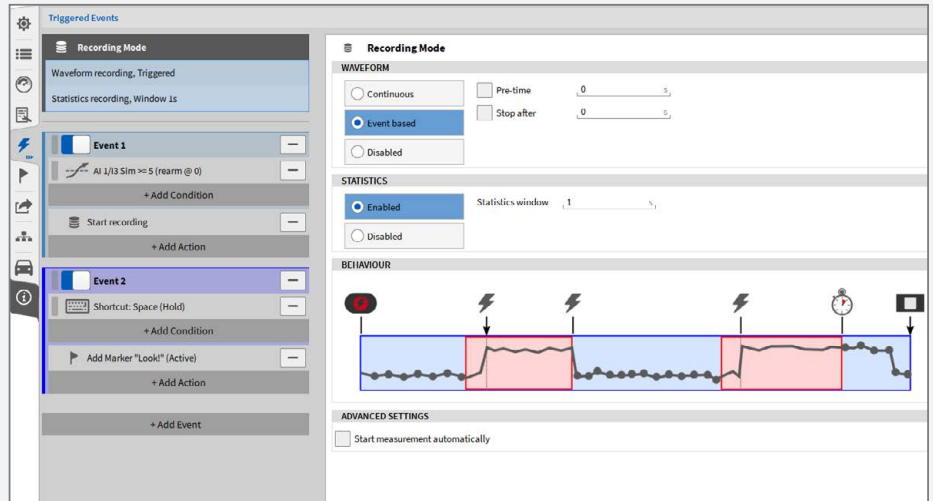 Triggered Events
Recording Mode
Waveform recording, Triggered
Statistics recording, Window 1s
Event 1
AI 1/I3 Sim >= 5 (rearm @ 0)
+ Add Condition
Start recording
+ Add Action
Event 2
Shortcut: Space (Hold)
+ Add Condition
Add Marker "Look!" (Active)
+ Add Action
+ Add Event
Recording Mode
WAVEFORM
Continuous
Pre-time 0 s
Event based
Stop after 0 s
Disabled
STATISTICS
Enabled
Statistics window 1 s
Disabled
BEHAVIOUR
ADVANCED SETTINGS
Start measurement automatically